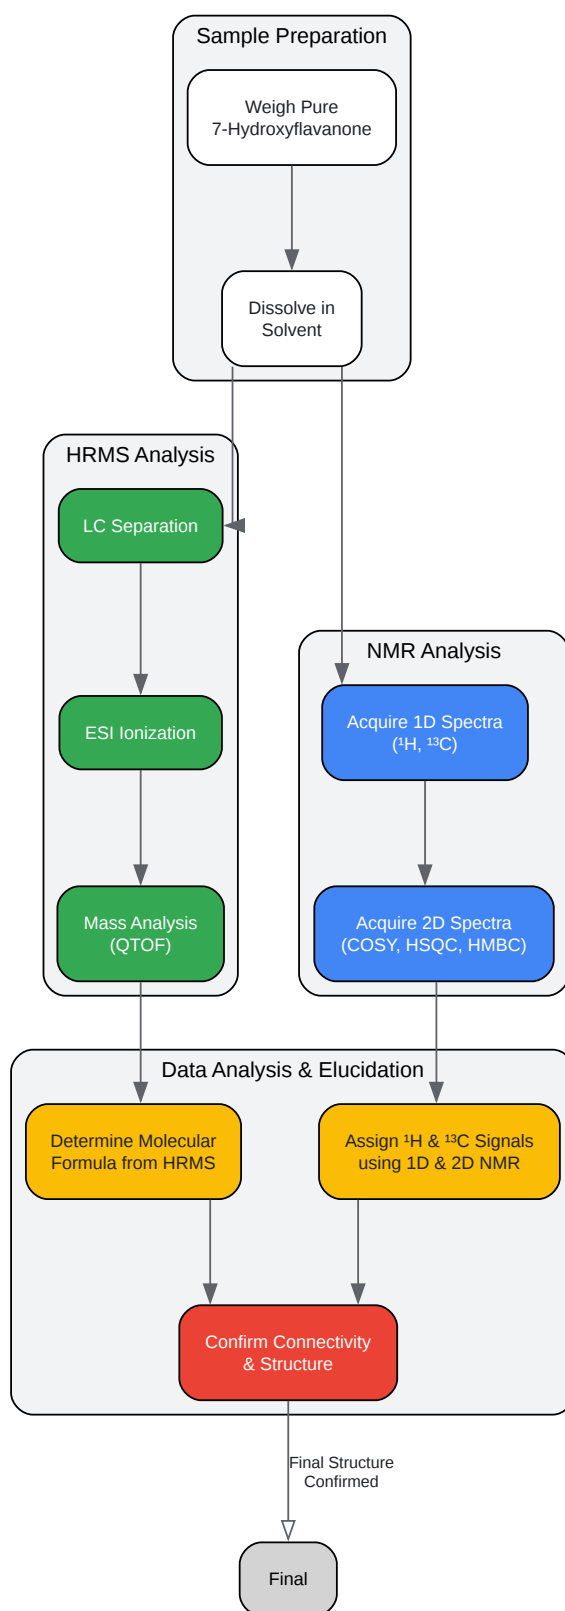 Sample Preparation
Weigh Pure
7-Hydroxyflavanone
Dissolve in
Solvent
HRMS Analysis
LC Separation
ESI Ionization
Mass Analysis
(QTOF)
NMR Analysis
Acquire 1D Spectra
(¹H, ¹³C)
Acquire 2D Spectra
(COSY, HSQC, HMBC)
Data Analysis & Elucidation
Determine Molecular
Formula from HRMS
Assign ¹H & ¹³C Signals
using 1D & 2D NMR
Confirm Connectivity
& Structure
Final Structure
Confirmed
Final